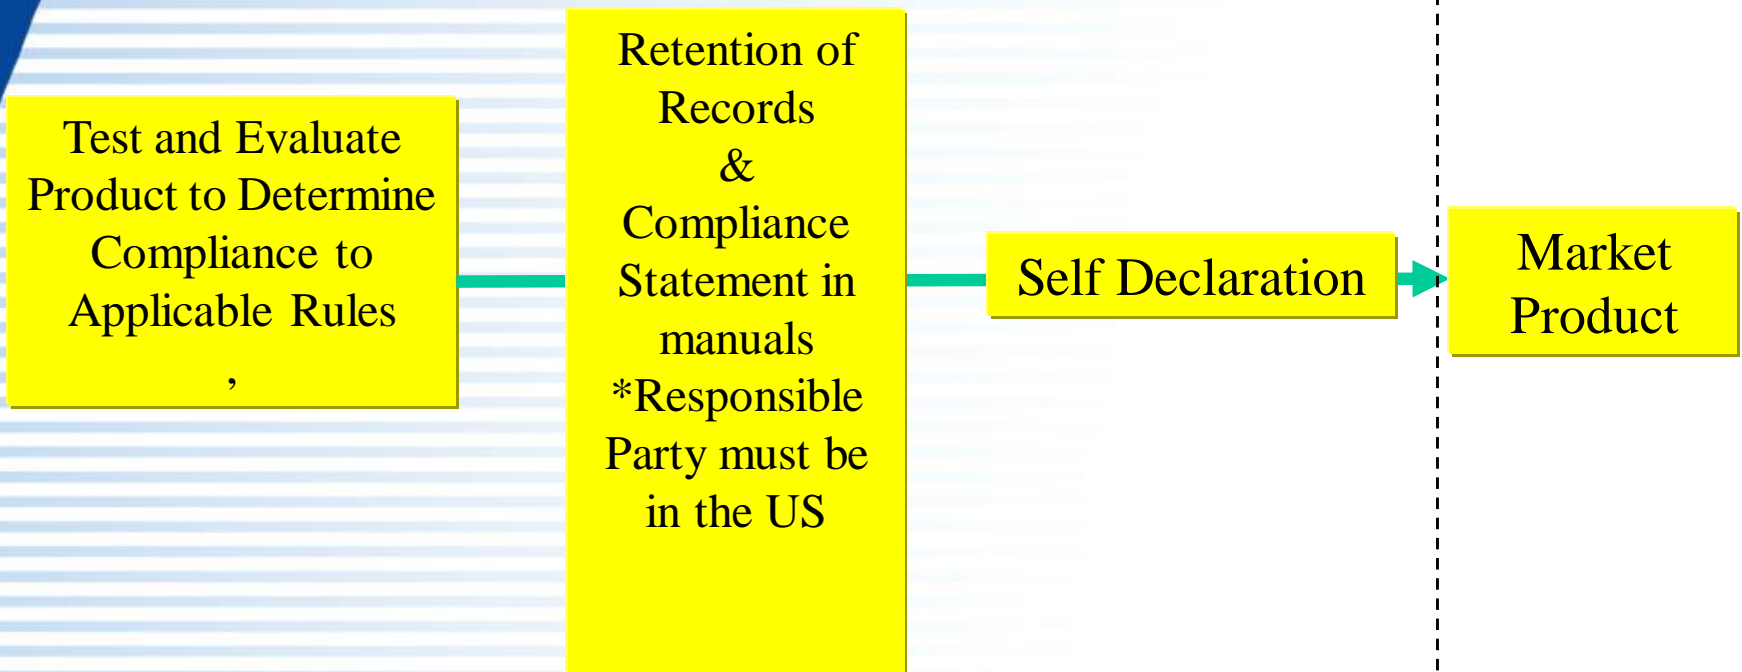 Test and Evaluate
Product to Determine
Compliance to
Applicable Rules
,
Retention of
Records
&
Compliance
Statement in
manuals
*Responsible
Party must be
in the US
Self Declaration
Market
Product